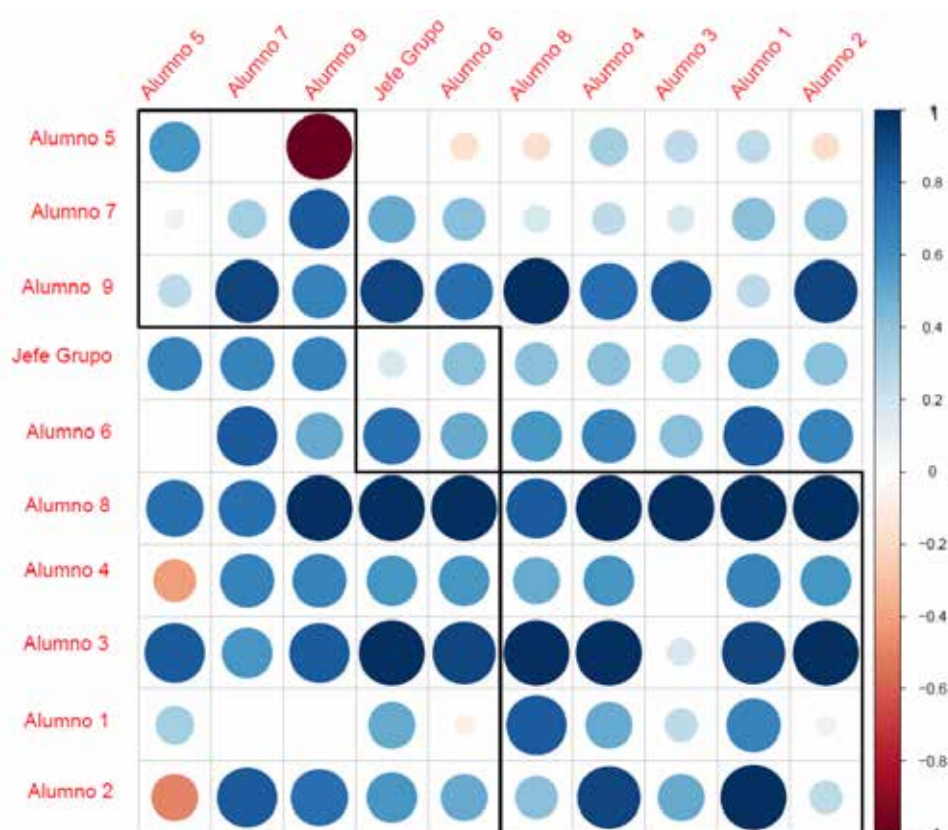 Alumno 5
Alumno 7
Alumno 9
Jefe Grupo
Alumno 6
Alumno 8
Alumno 4
Alumno 3
Alumno 1
Alumno 2
Alumno 5
Alumno 7
Alumno 9
Jefe Grupo
Alumno 6
Alumno 8
Alumno 4
Alumno 3
Alumno 1
Alumno 2
1
0.8
0.6
0.4
0.2
0
-0.2
-0.4
-0.6
-0.8